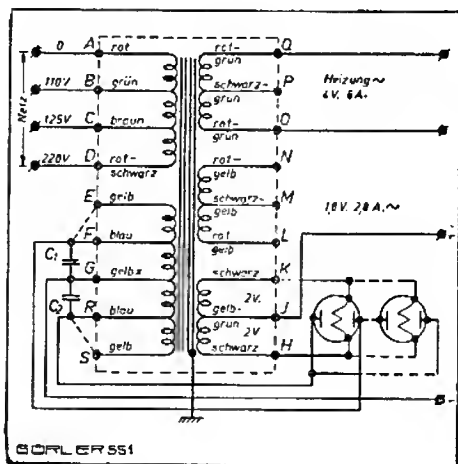 0 A rot
110V B grün
125V C braun
220V D rot-
schwarz
Netz
E gelb
F blau
C1
G gelbx
C2
R blau
S gelb
rot-
grün Q
schwarz-
grün P
rot-
grün O
Heizung~
4V. 6A.
rot-
gelb N
schwarz-
gelb M
rot
gelb L
1,8V. 2,8A.~
schwarz K
2V.
gelb-
grün J
2V
schwarz H
+
-
GÖRLER 551